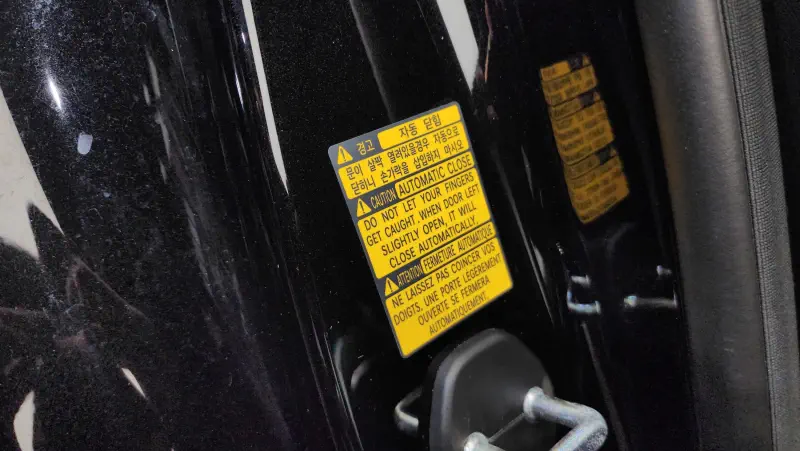 경고 자동 닫힘
문이 살짝 열려있을경우 자동으로
닫히니 손가락을 삽입하지 마시오
CAUTION AUTOMATIC CLOSE
DO NOT LET YOUR FINGERS
GET CAUGHT. WHEN DOOR LEFT
SLIGHTLY OPEN, IT WILL
CLOSE AUTOMATICALLY.
ATTENTION FERMETURE AUTOMATIQUE
NE LAISSEZ PAS COINCER VOS
DOIGTS. UNE PORTE LEGEREMENT
OUVERTE SE FERMERA
AUTOMATIQUEMENT.